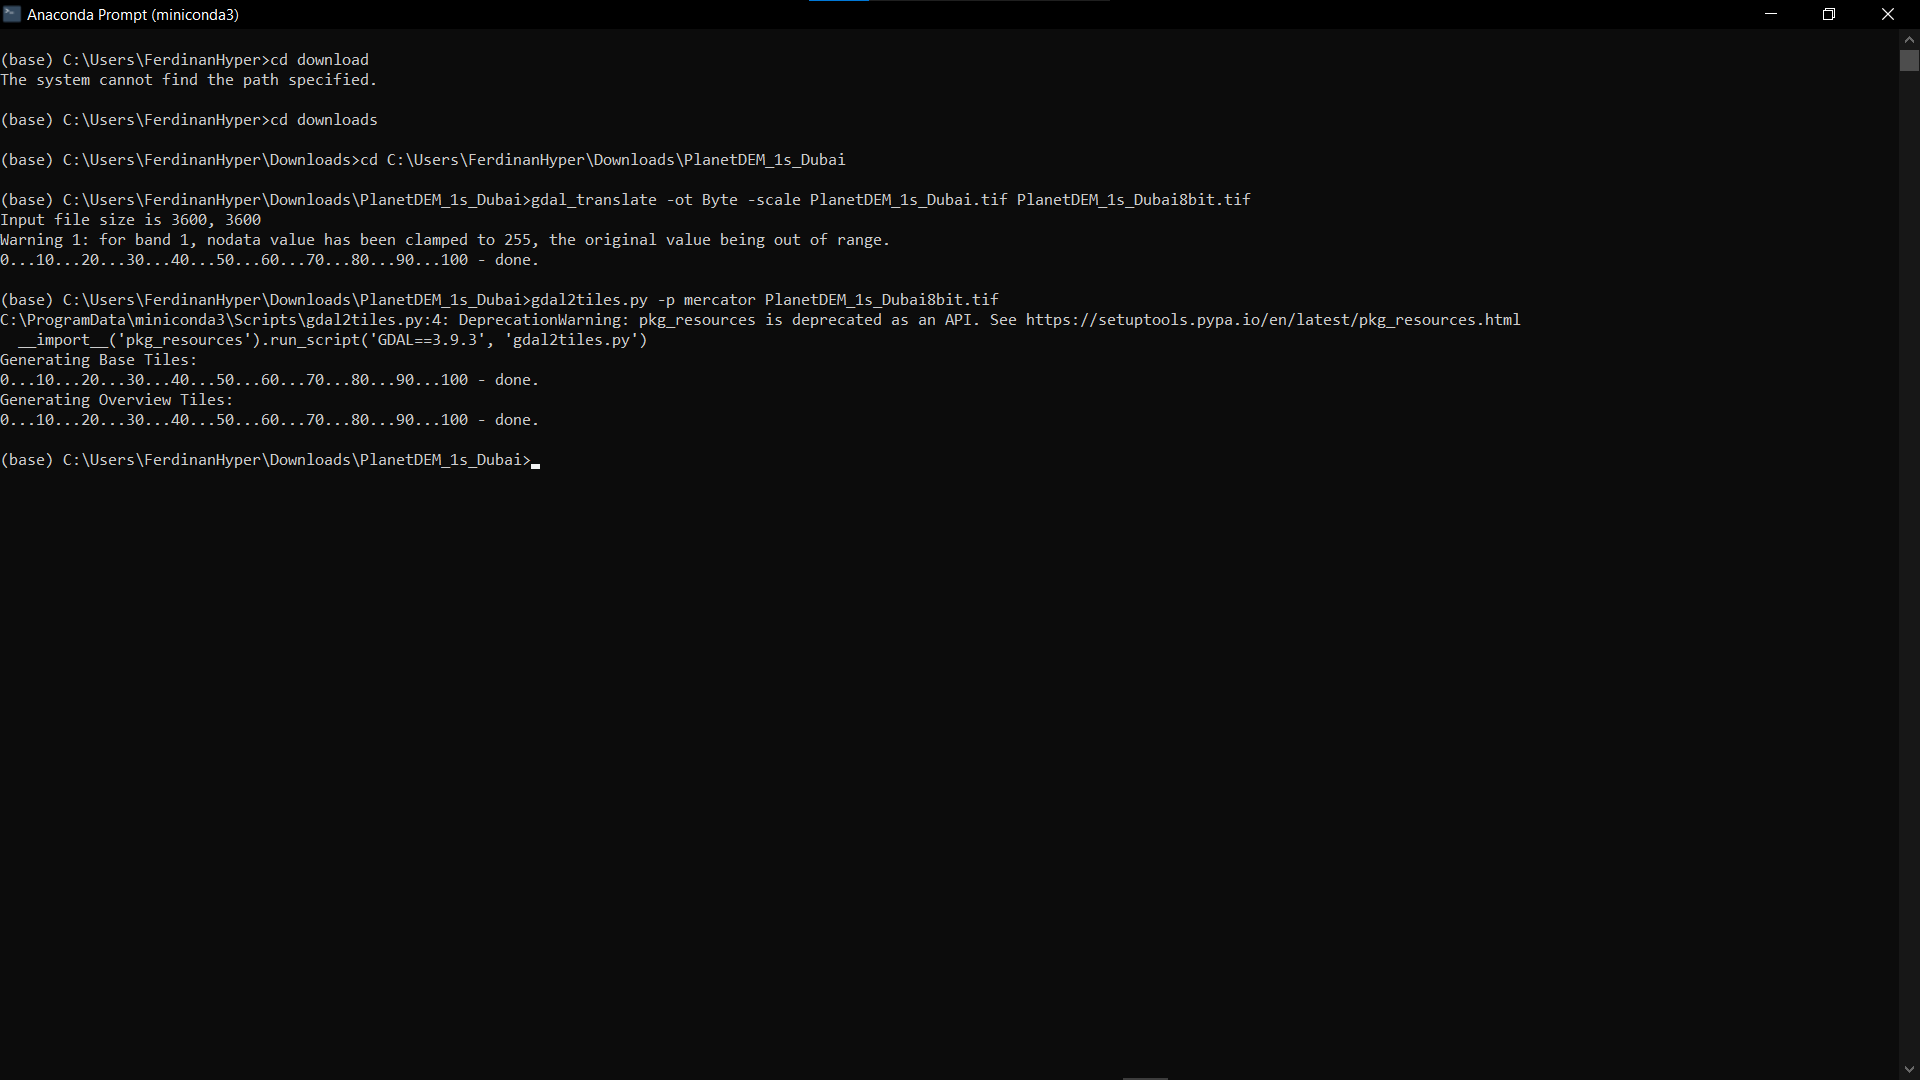 Anaconda Prompt (miniconda3)
(base) C:\Users\FerdinanHyper>cd download
The system cannot find the path specified.
(base) C:\Users\FerdinanHyper>cd downloads
(base) C:\Users\FerdinanHyper\Downloads>cd C:\Users\FerdinanHyper\Downloads\PlanetDEM_1s_Dubai
(base) C:\Users\FerdinanHyper\Downloads\PlanetDEM_1s_Dubai>gdal_translate -ot Byte -scale PlanetDEM_1s_Dubai.tif PlanetDEM_1s_Dubai8bit.tif
Input file size is 3600, 3600
Warning 1: for band 1, nodata value has been clamped to 255, the original value being out of range.
0...10...20...30...40...50...60...70...80...90...100 - done.
(base) C:\Users\FerdinanHyper\Downloads\PlanetDEM_1s_Dubai>gdal2tiles.py -p mercator PlanetDEM_1s_Dubai8bit.tif
C:\ProgramData\miniconda3\Scripts\gdal2tiles.py:4: DeprecationWarning: pkg_resources is deprecated as an API. See https://setuptools.pypa.io/en/latest/pkg_resources.html
  __import__('pkg_resources').run_script('GDAL==3.9.3', 'gdal2tiles.py')
Generating Base Tiles:
0...10...20...30...40...50...60...70...80...90...100 - done.
Generating Overview Tiles:
0...10...20...30...40...50...60...70...80...90...100 - done.
(base) C:\Users\FerdinanHyper\Downloads\PlanetDEM_1s_Dubai>